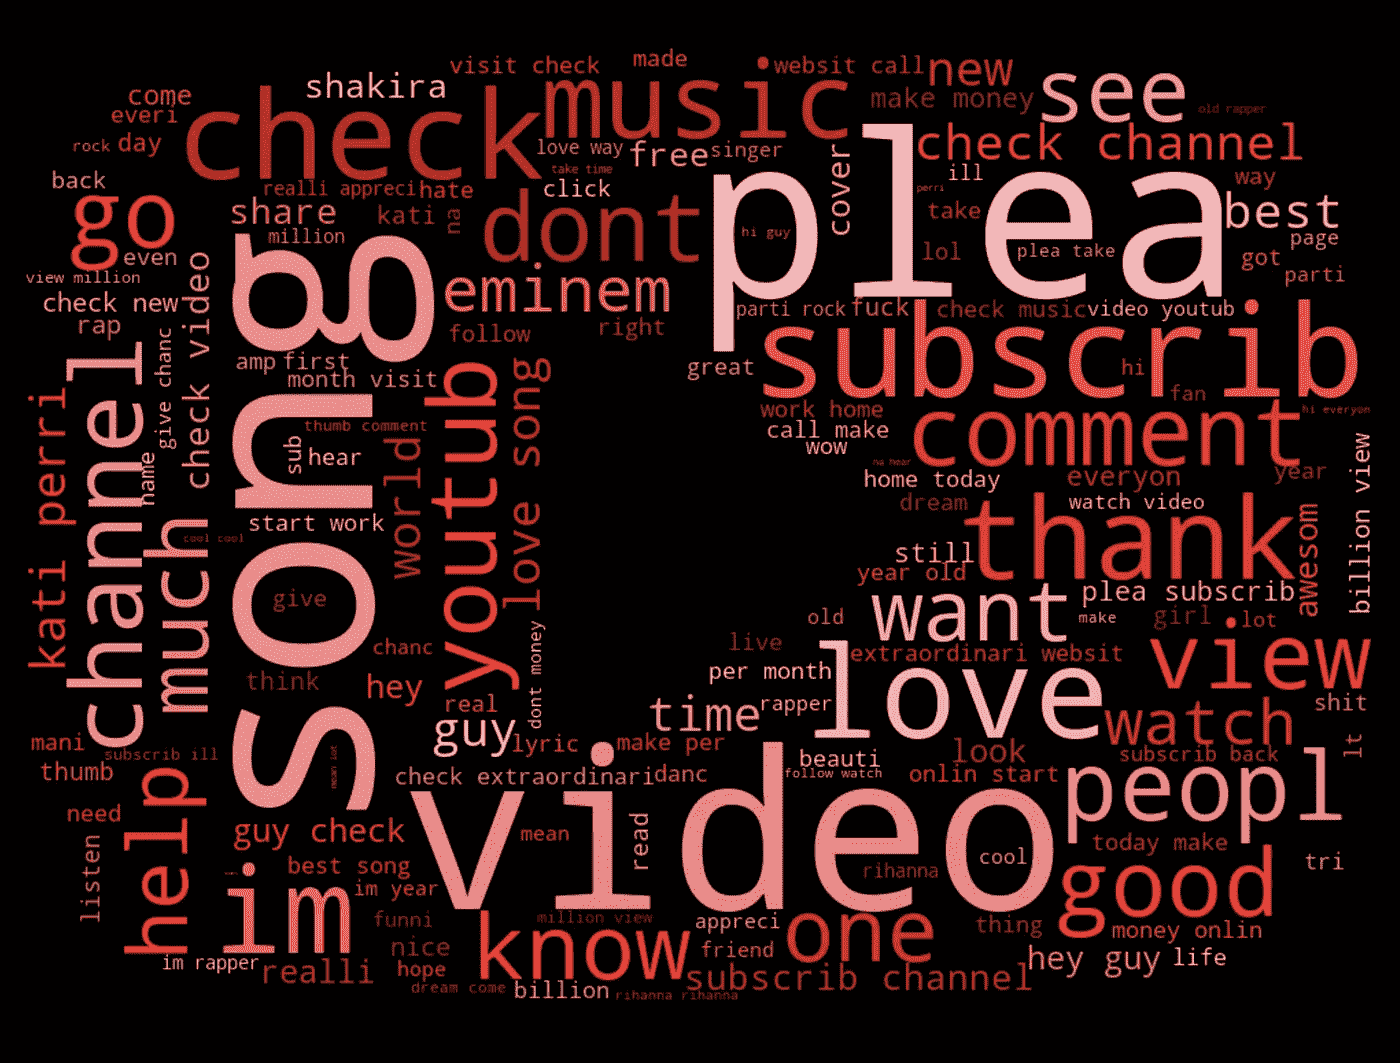 visit check
made
websit call
new
see
come
shakira
check
music
make money
old rapper
everi
rock
day
love way
free
singer
check channel
take time
back
realli appreci
hate
click
cover
perri
ill
way
go
share
kati
na
dont
plea
take
best
million
hi guy
lol
plea take
got
page
even
parti
view million
check new
check video
song
eminem
parti rock
fuck
check music
video youtub
rap
give chanc
follow
right
subscrib
channel
amp
first
great
hi
month visit
youtub
love song
fan
kati perri
work home
hi everyon
thumb comment
call make
comment
sub
hear
world
wow
name
na hear
everyon
year
home today
billion view
much
start work
dream
watch video
cool cool
still
thank
awesom
year old
give
want
plea subscrib
old
make
girl
lot
dont money
chanc
live
extraordinari websit
view
think
hey
per month
love
real
time
rapper
watch
shit
guy
lyric
make per
mani
subscrib ill
beauti
look
subscrib back
lt
thumb
check extraordinari
danc
follow watch
onlin start
peopl
help
need
video
guy check
mean
read
today make
listen
cool
tri
best song
rihanna
good
im
im year
funni
million view
appreci
one
thing
money onlin
nice
know
friend
hey guy
life
im rapper
realli
hope
subscrib channel
dream come
billion
rihanna rihanna